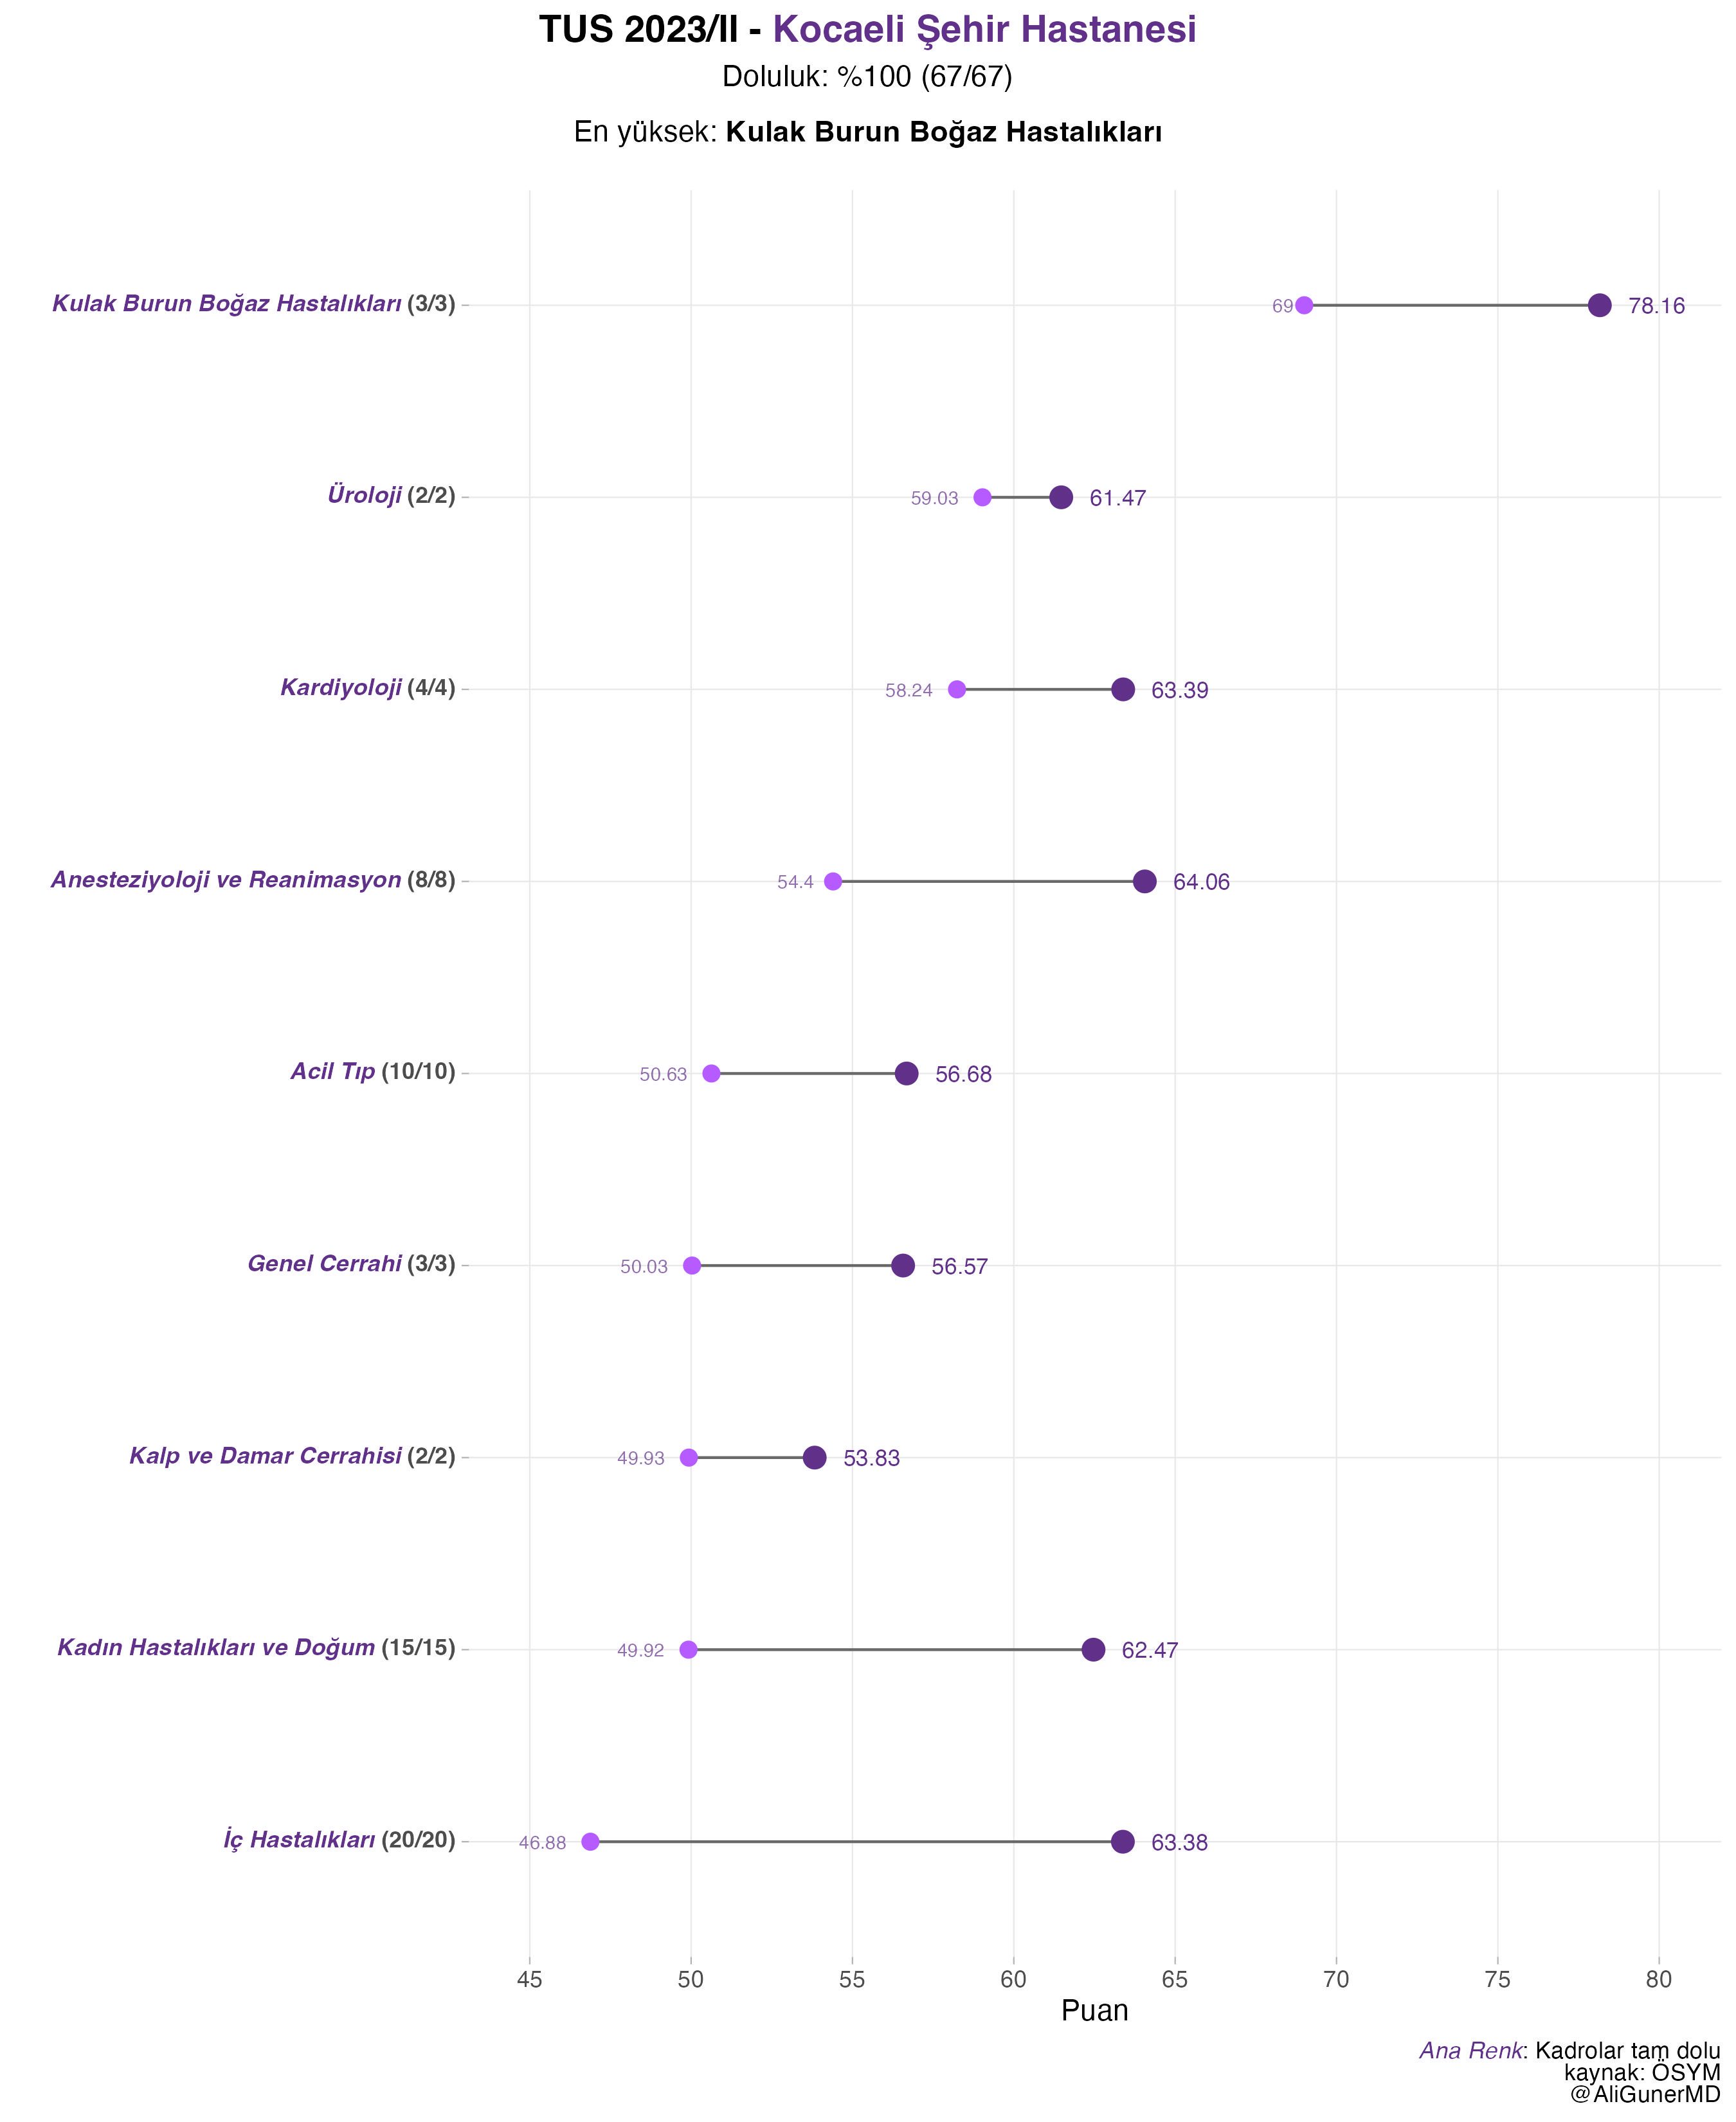 TUS 2023/II - Kocaeli Şehir Hastanesi
Doluluk: %100 (67/67)
En yüksek: Kulak Burun Boğaz Hastalıkları
Kulak Burun Boğaz Hastalıkları (3/3) 69 78.16
Üroloji (2/2) 59.03 61.47
Kardiyoloji (4/4) 58.24 63.39
Anesteziyoloji ve Reanimasyon (8/8) 54.4 64.06
Acil Tıp (10/10) 50.63 56.68
Genel Cerrahi (3/3) 50.03 56.57
Kalp ve Damar Cerrahisi (2/2) 49.93 53.83
Kadın Hastalıkları ve Doğum (15/15) 49.92 62.47
İç Hastalıkları (20/20) 46.88 63.38
45 50 55 60 65 70 75 80
Puan
Ana Renk: Kadrolar tam dolu
kaynak: ÖSYM
@AliGunerMD